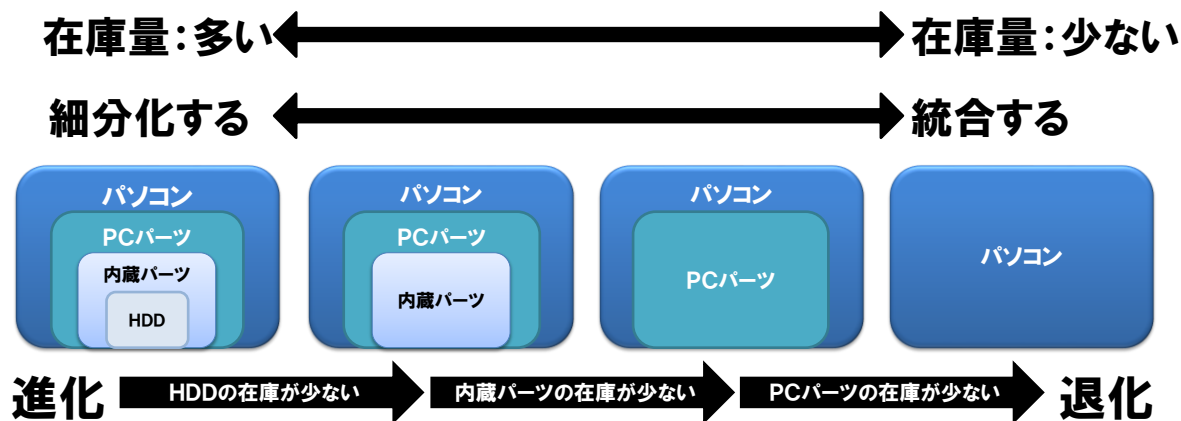 在庫量：多い
在庫量：少ない
細分化する
統合する
パソコン
PCパーツ
内蔵パーツ
HDD
パソコン
PCパーツ
内蔵パーツ
パソコン
PCパーツ
パソコン
進化
HDDの在庫が少ない
内蔵パーツの在庫が少ない
PCパーツの在庫が少ない
退化